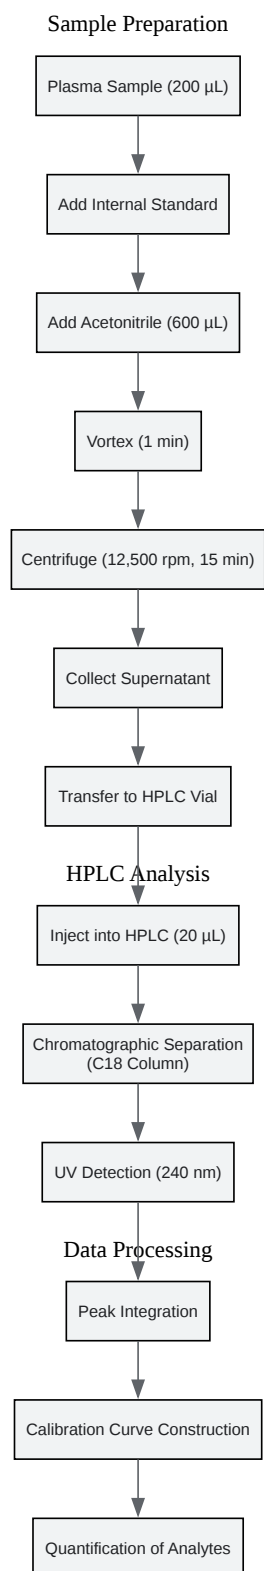 Sample Preparation
Plasma Sample (200 µL)
Add Internal Standard
Add Acetonitrile (600 µL)
Vortex (1 min)
Centrifuge (12,500 rpm, 15 min)
Collect Supernatant
Transfer to HPLC Vial
HPLC Analysis
Inject into HPLC (20 µL)
Chromatographic Separation
(C18 Column)
UV Detection (240 nm)
Data Processing
Peak Integration
Calibration Curve Construction
Quantification of Analytes